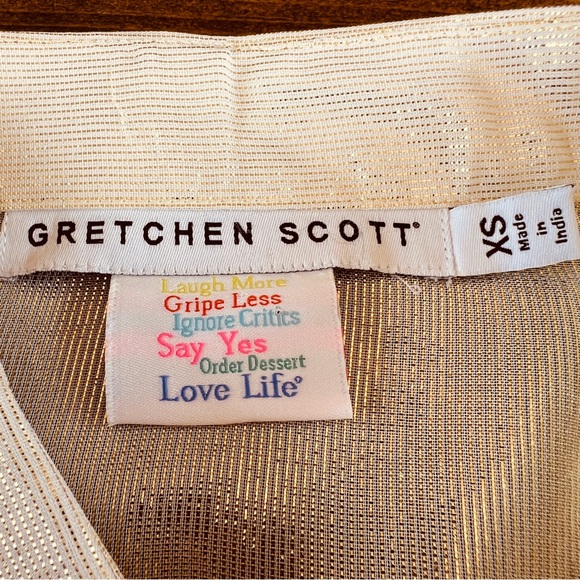 GRETCHEN SCOTT®
XS
Made
in
India
Laugh More
Gripe Less
Ignore Critics
Say Yes
Order Dessert
Love Life®